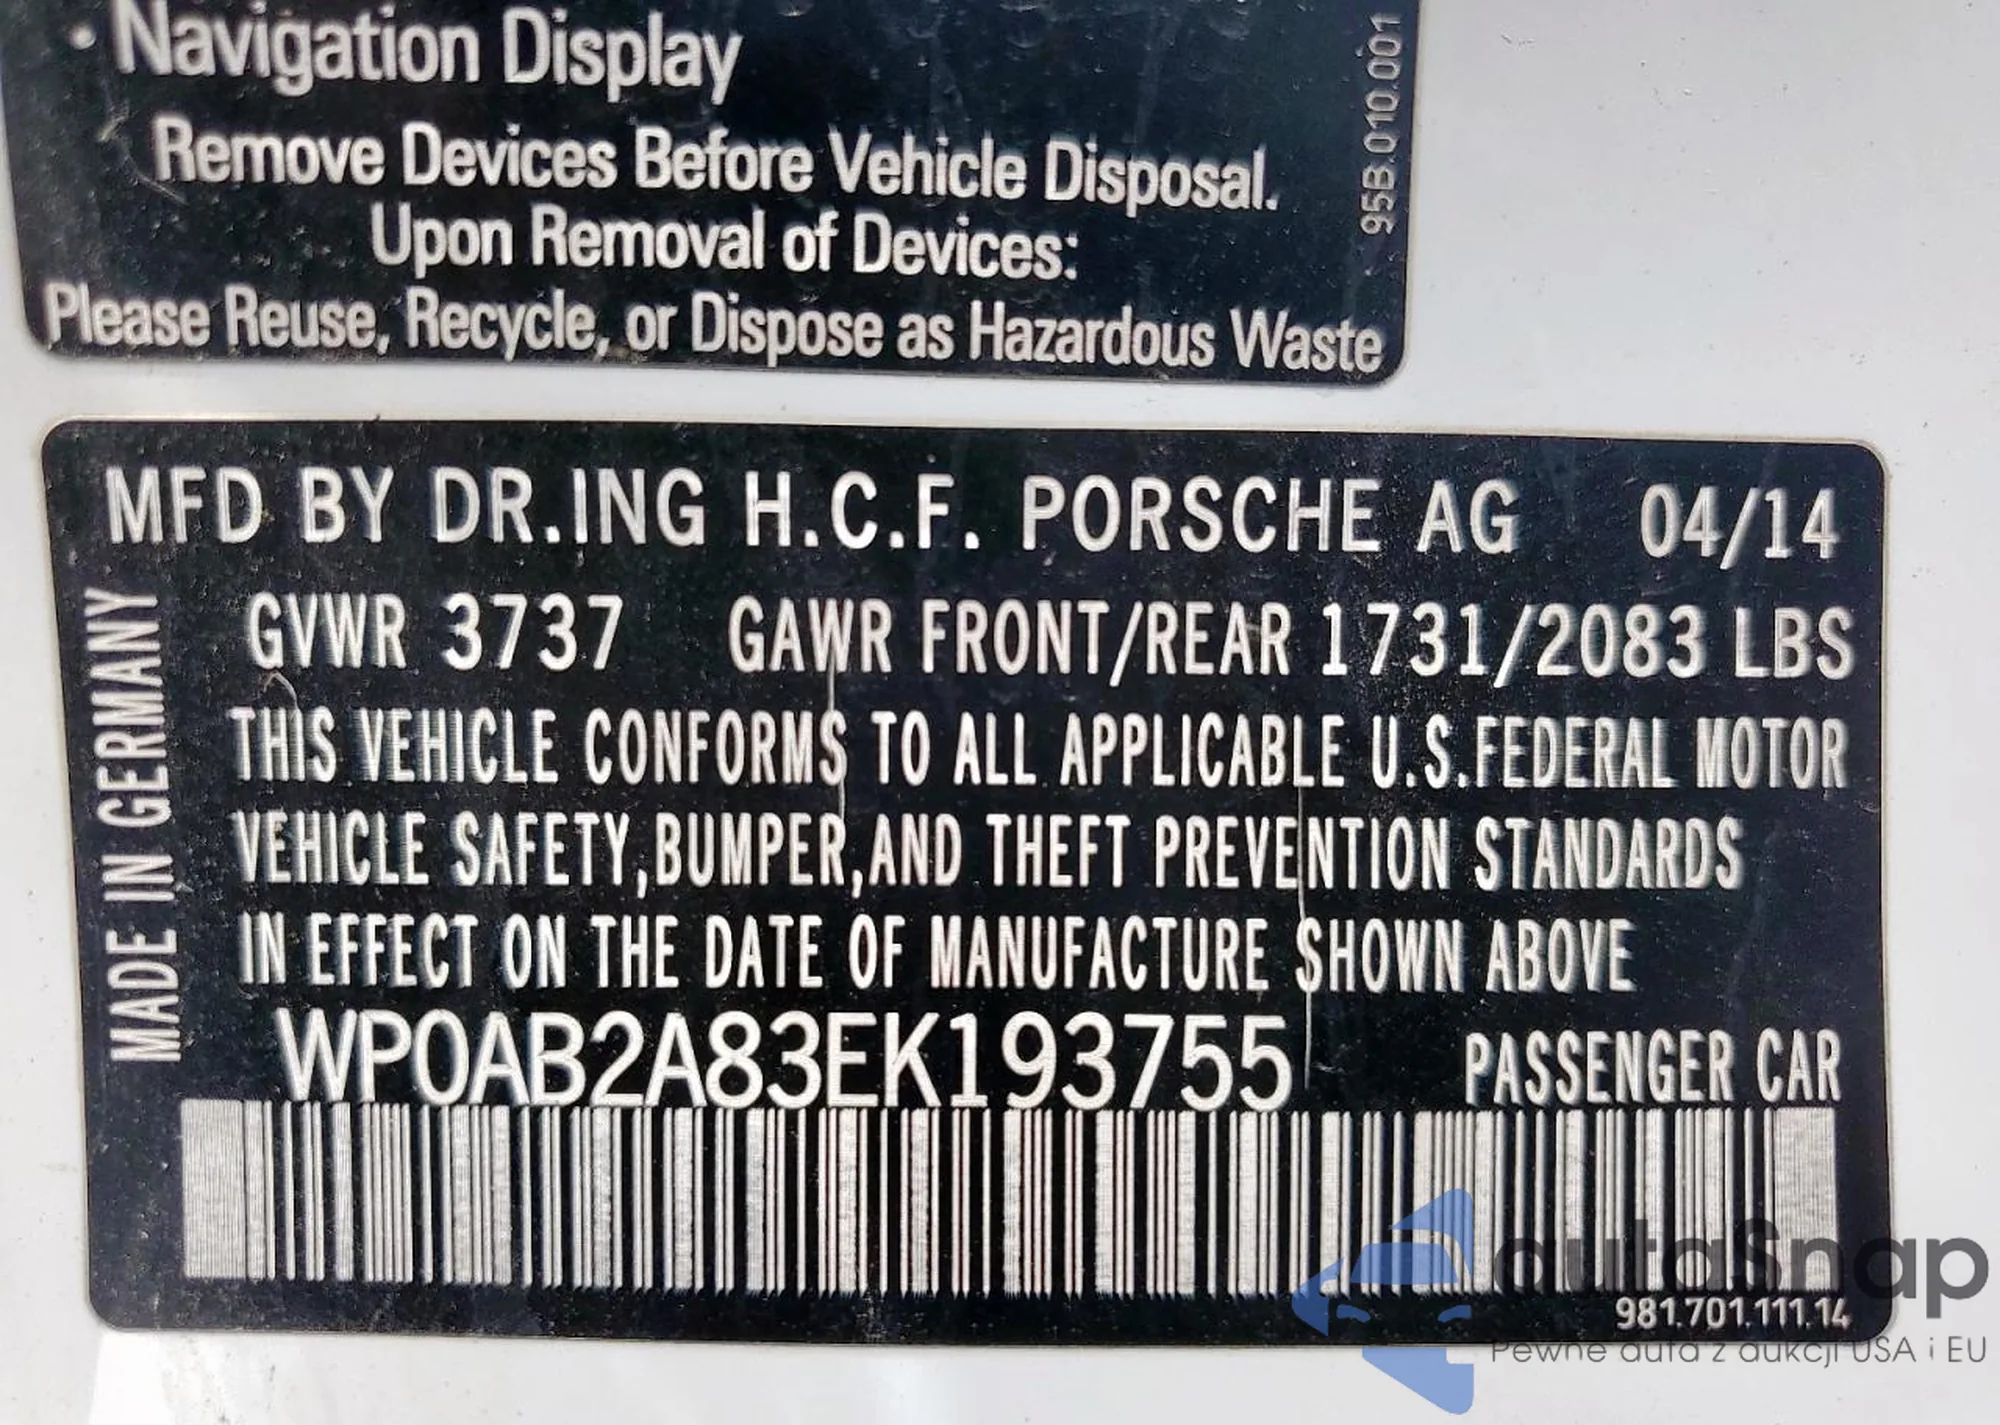 • Navigation Display
Remove Devices Before Vehicle Disposal.
Upon Removal of Devices:
Please Reuse, Recycle, or Dispose as Hazardous Waste
95B.010.001
MFD BY DR.ING H.C.F. PORSCHE AG 04/14
GVWR 3737 GAWR FRONT/REAR 1731/2083 LBS
THIS VEHICLE CONFORMS TO ALL APPLICABLE U.S.FEDERAL MOTOR
VEHICLE SAFETY,BUMPER,AND THEFT PREVENTION STANDARDS
IN EFFECT ON THE DATE OF MANUFACTURE SHOWN ABOVE
WP0AB2A83EK193755 PASSENGER CAR
MADE IN GERMANY
981.701.111.14
autaSnap
Pewne auta z aukcji USA i EU